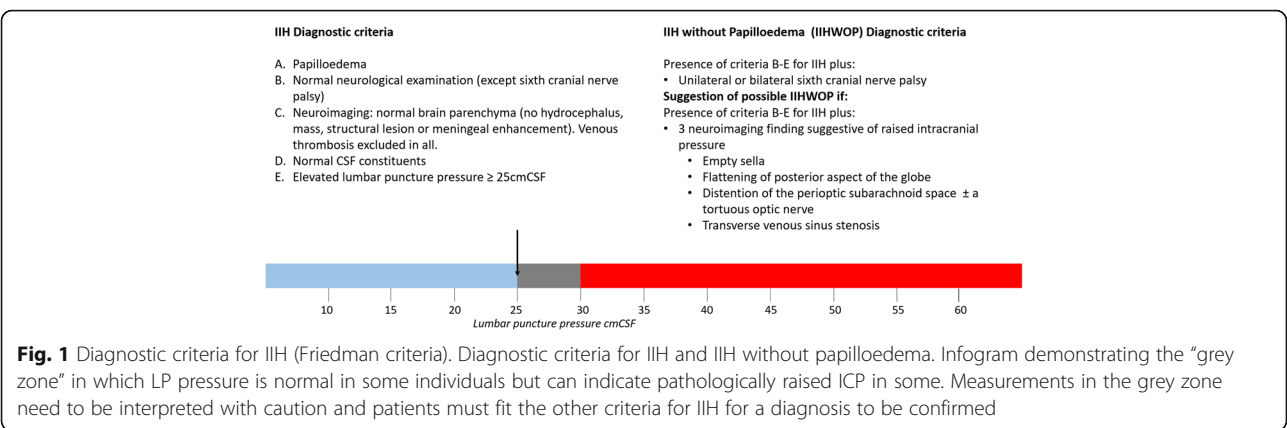 IIH Diagnostic criteria
A. Papilloedema
B. Normal neurological examination (except sixth cranial nerve
palsy)
C. Neuroimaging: normal brain parenchyma (no hydrocephalus,
mass, structural lesion or meningeal enhancement). Venous
thrombosis excluded in all.
D. Normal CSF constituents
E. Elevated lumbar puncture pressure ≥ 25cmCSF
IIH without Papilloedema (IIHWOP) Diagnostic criteria
Presence of criteria B-E for IIH plus:
• Unilateral or bilateral sixth cranial nerve palsy
Suggestion of possible IIHWOP if:
Presence of criteria B-E for IIH plus:
• 3 neuroimaging finding suggestive of raised intracranial
pressure
• Empty sella
• Flattening of posterior aspect of the globe
• Distention of the perioptic subarachnoid space ± a
tortuous optic nerve
• Transverse venous sinus stenosis
10 15 20 25 30 35 40 45 50 55 60
Lumbar puncture pressure cmCSF
Fig. 1 Diagnostic criteria for IIH (Friedman criteria). Diagnostic criteria for IIH and IIH without papilloedema. Infogram demonstrating the “grey
zone” in which LP pressure is normal in some individuals but can indicate pathologically raised ICP in some. Measurements in the grey zone
need to be interpreted with caution and patients must fit the other criteria for IIH for a diagnosis to be confirmed